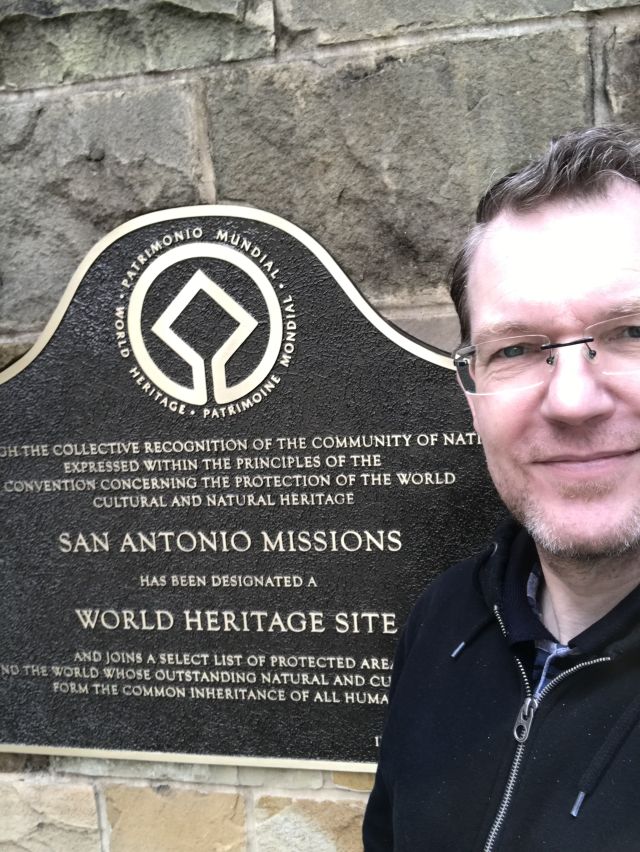 PATRIMONIO MUNDIAL •
WORLD HERITAGE • PATRIMOINE MONDIAL •
THE COLLECTIVE RECOGNITION OF THE COMMUNITY OF
EXPRESSED WITHIN THE PRINCIPLES OF THE
CONVENTION CONCERNING THE PROTECTION OF THE WORLD
CULTURAL AND NATURAL HERITAGE
SAN ANTONIO MISSIONS
HAS BEEN DESIGNATED A
WORLD HERITAGE SITE
AND JOINS A SELECT LIST OF PROTECTED
THE WORLD WHOSE OUTSTANDING NATURAL AND
FORM THE COMMON INHERITANCE OF ALL